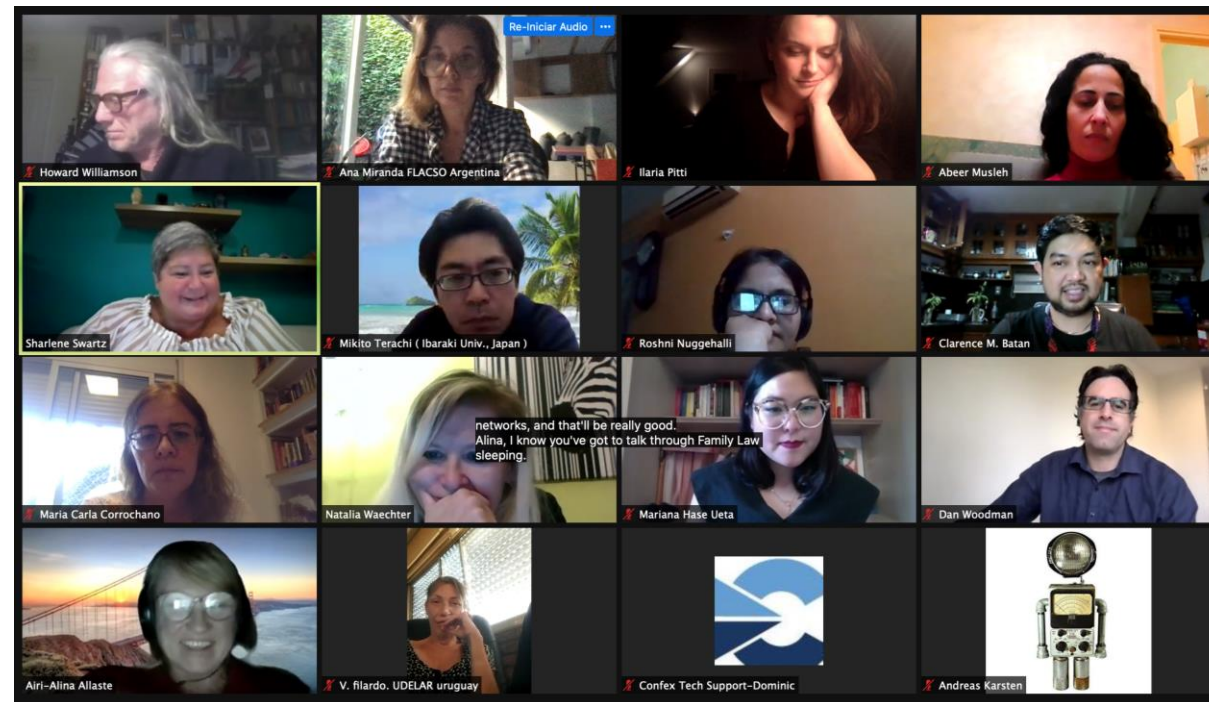 Re-Iniciar Audio ...
Howard Williamson
Ana Miranda FLACSO Argentina
Ilaria Pitti
Abeer Musleh
Sharlene Swartz
Mikito Terachi ( Ibaraki Univ., Japan )
Roshni Nuggehalli
Clarence M. Batan
networks, and that'll be really good.
Alina, I know you've got to talk through Family Law
sleeping.
Maria Carla Corrochano
Natalia Waechter
Mariana Hase Ueta
Dan Woodman
Airi-Alina Allaste
V. filardo. UDELAR uruguay
Confex Tech Support-Dominic
Andreas Karsten